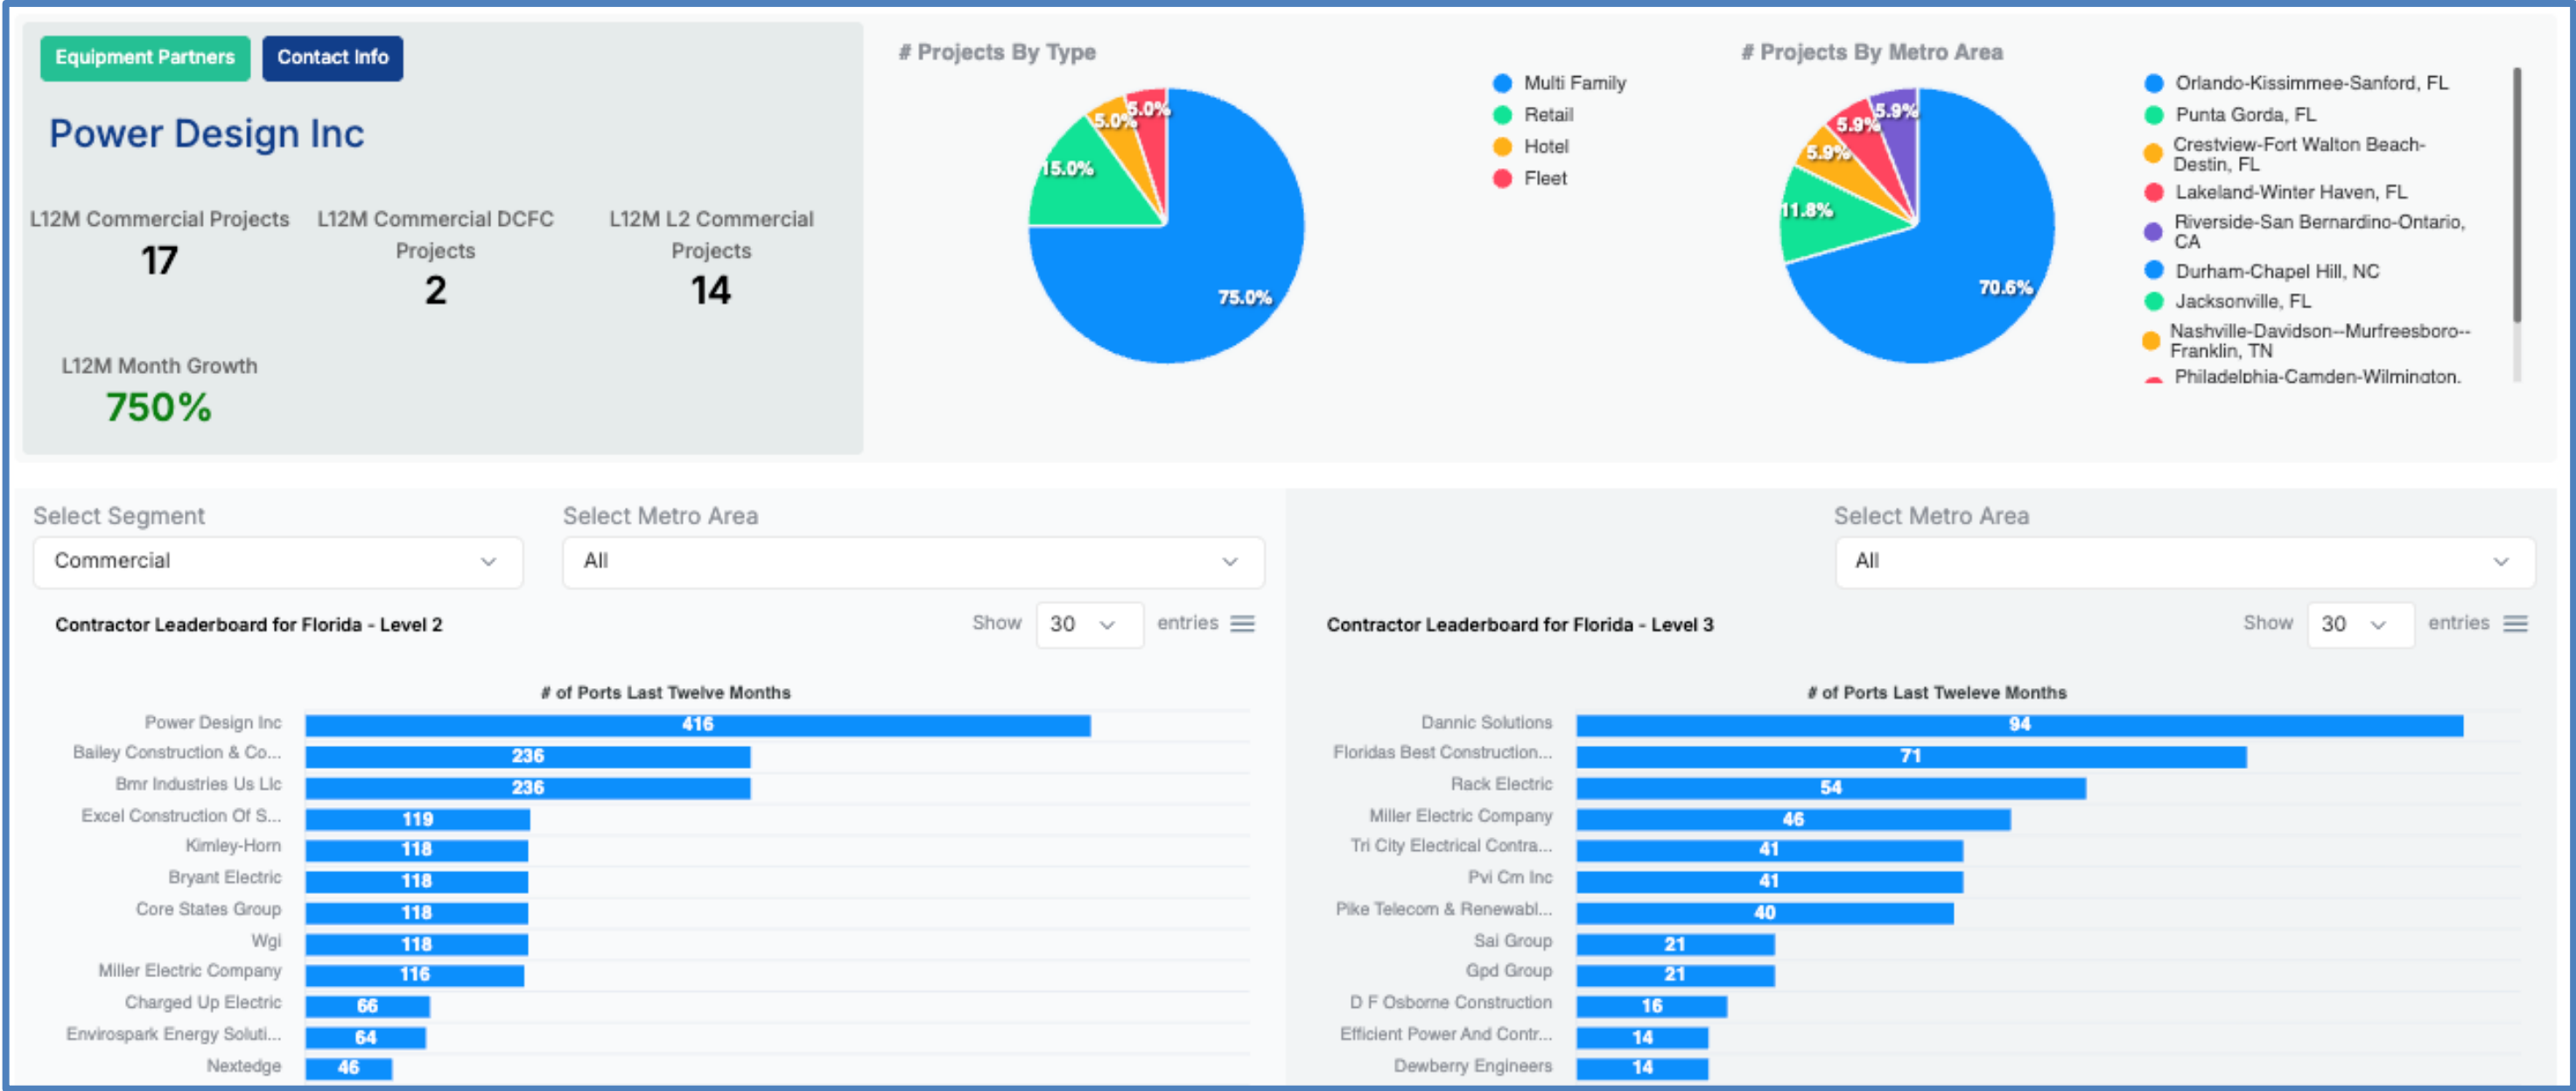 Equipment Partners
Contact Info
Power Design Inc
L12M Commercial Projects
17
L12M Commercial DCFC
Projects
2
L12M L2 Commercial
Projects
14
L12M Month Growth
750%
# Projects By Type
75.0%
15.0%
5.0%
5.0%
Multi Family
Retail
Hotel
Fleet
# Projects By Metro Area
70.6%
11.8%
5.9%
5.9%
5.9%
Orlando-Kissimmee-Sanford, FL
Punta Gorda, FL
Crestview-Fort Walton Beach-
Destin, FL
Lakeland-Winter Haven, FL
Riverside-San Bernardino-Ontario,
CA
Durham-Chapel Hill, NC
Jacksonville, FL
Nashville-Davidson--Murfreesboro--
Franklin, TN
Philadelphia-Camden-Wilmington,
Select Segment
Commercial
Select Metro Area
All
Contractor Leaderboard for Florida - Level 2
Show 30 entries
# of Ports Last Twelve Months
Power Design Inc 416
Bailey Construction & Co... 236
Bmr Industries Us Llc 236
Excel Construction Of S... 119
Kimley-Horn 118
Bryant Electric 118
Core States Group 118
Wgi 118
Miller Electric Company 116
Charged Up Electric 66
Envirospark Energy Soluti... 64
Nextedge 46
Select Metro Area
All
Contractor Leaderboard for Florida - Level 3
Show 30 entries
# of Ports Last Tweleve Months
Dannic Solutions 94
Floridas Best Construction... 71
Rack Electric 54
Miller Electric Company 46
Tri City Electrical Contra... 41
Pvi Cm Inc 41
Pike Telecom & Renewabl... 40
Sai Group 21
Gpd Group 21
D F Osborne Construction 16
Efficient Power And Contr... 14
Dewberry Engineers 14